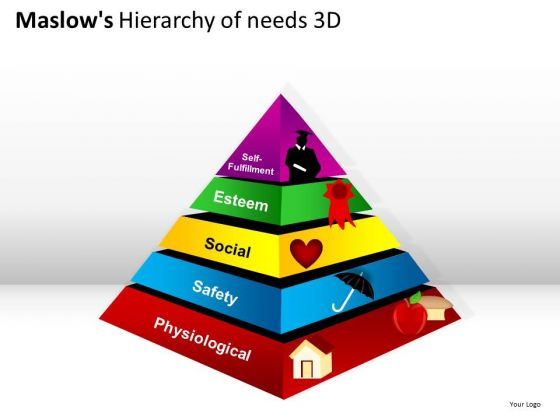 Maslow's Hierarchy of needs 3D
Self-
Fulfillment
Esteem
Social
Safety
Physiological
Your Logo